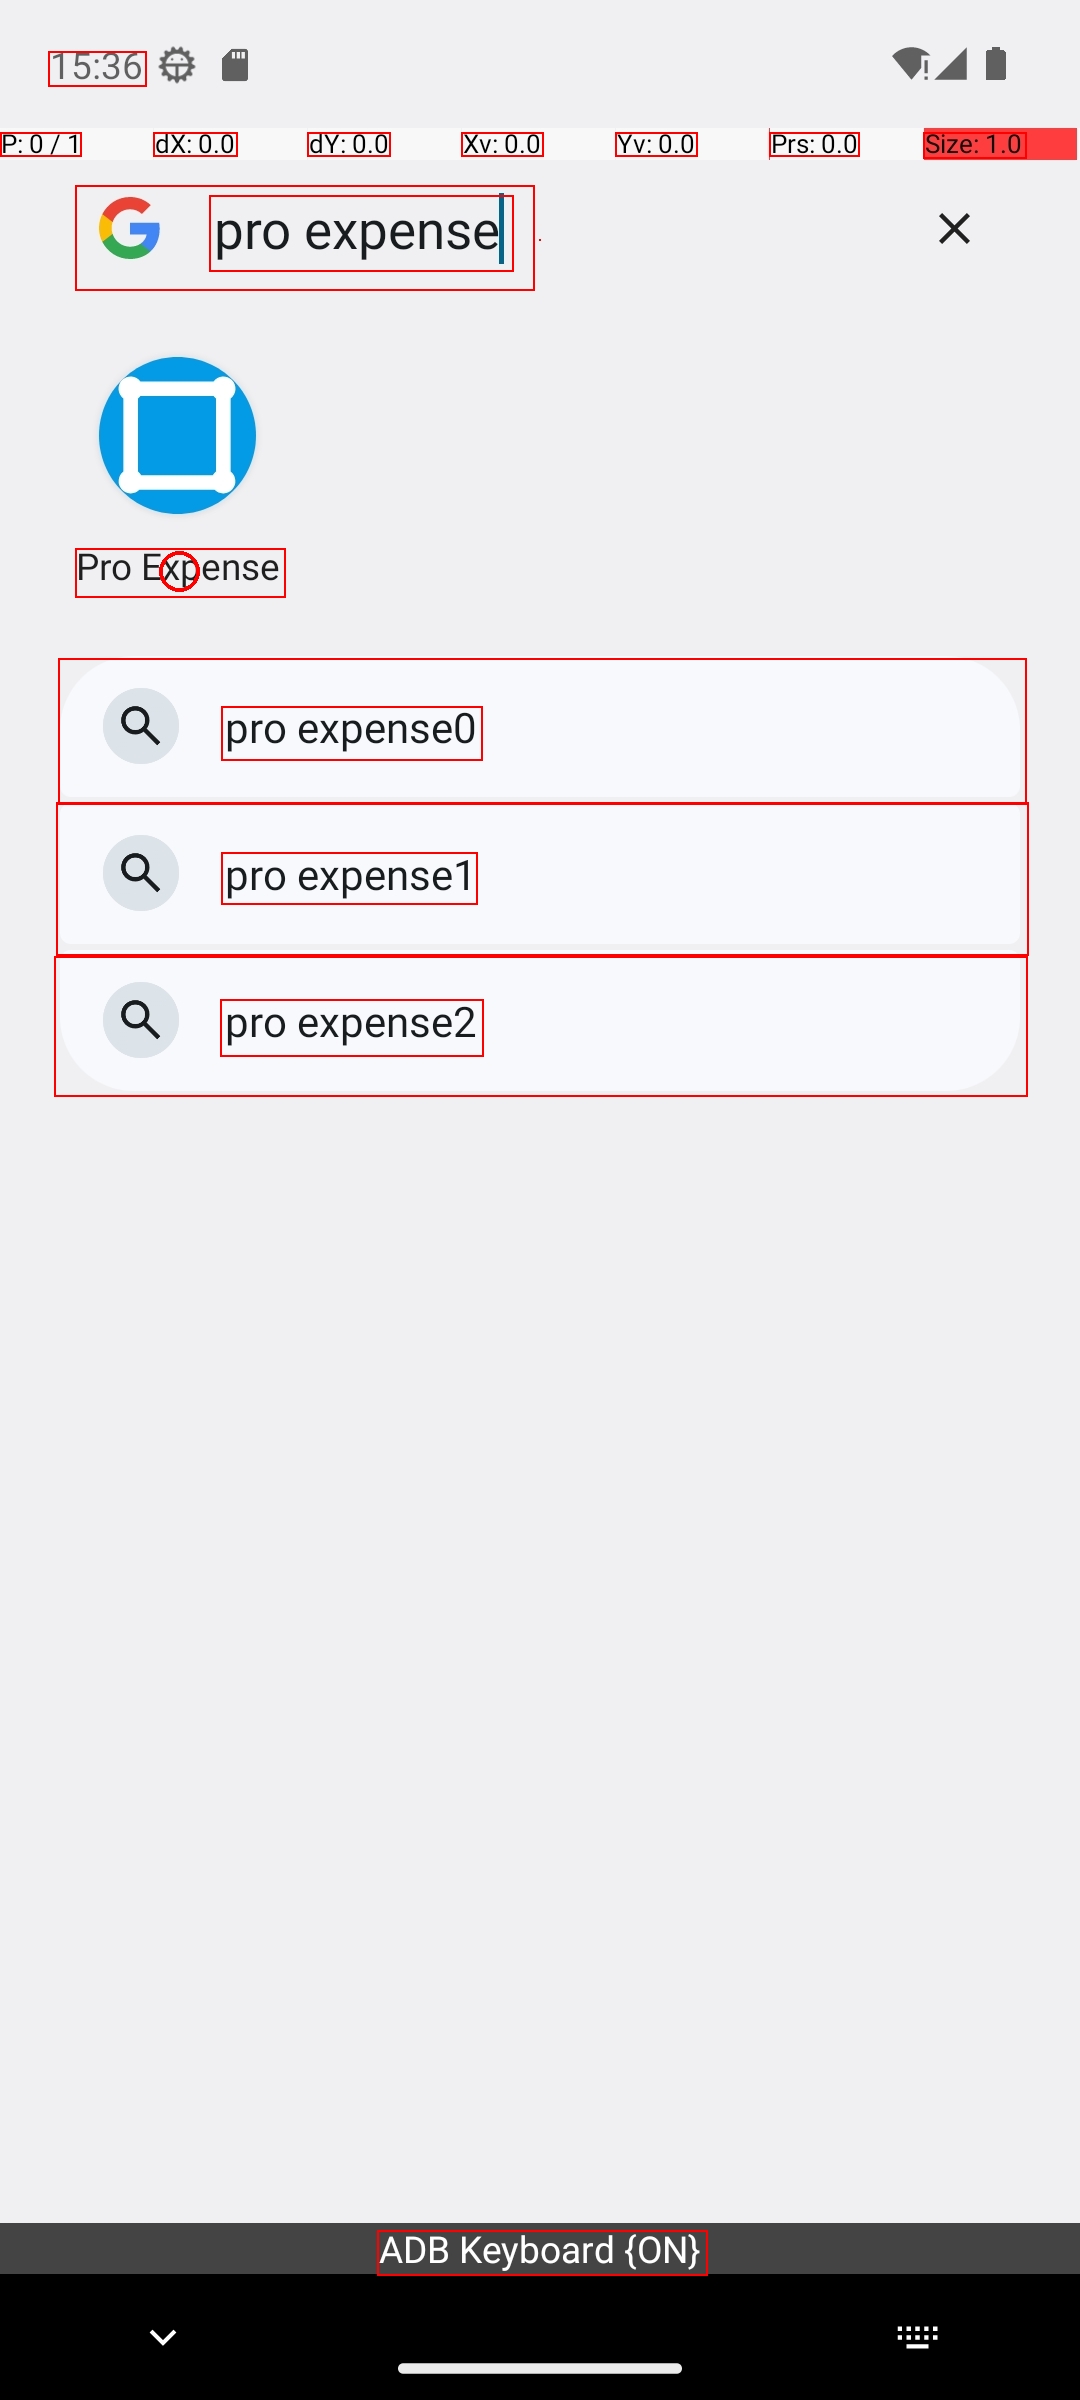 15:36
P: 0 / 1 dX: 0.0 dY: 0.0 Xv: 0.0 Yv: 0.0 Prs: 0.0 Size: 1.0
pro expense
Pro Expense
pro expense0
pro expense1
pro expense2
ADB Keyboard {ON}